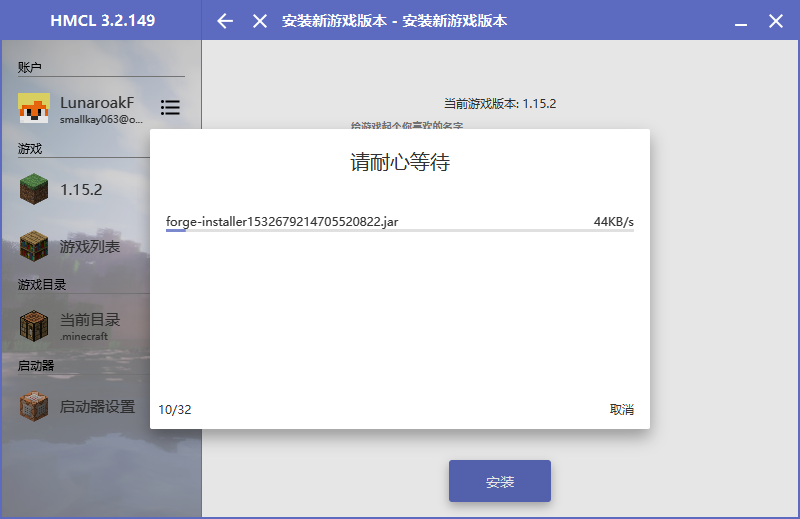 HMCL 3.2.149
安装新游戏版本 - 安装新游戏版本
账户
LunaroakF
smallkay063@o...
游戏
1.15.2
游戏列表
游戏目录
当前目录
.minecraft
启动器
启动器设置
当前游戏版本: 1.15.2
给游戏起个你喜欢的名字
请耐心等待
forge-installer1532679214705520822.jar 44KB/s
10/32 取消
安装